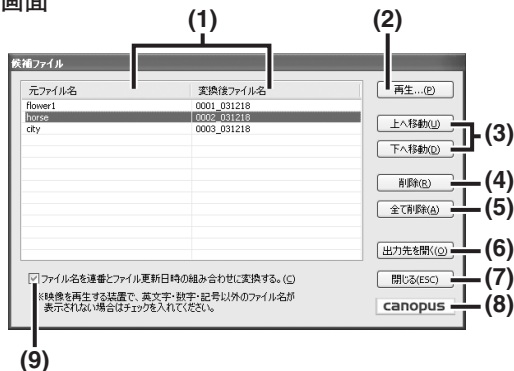 画面
(1)
(2)
候補ファイル
元ファイル名 変換後ファイル名
flower1 0001_031218
horse 0002_031218
city 0003_031218
再生...(P)
上へ移動(U)
(3)
下へ移動(D)
削除(R)
(4)
全て削除(A)
(5)
出力先を開く(O)
(6)
ファイル名を連番とファイル更新日時の組み合わせに変換する。(C)
閉じる(ESC)
(7)
※映像を再生する装置で、英文字・数字・記号以外のファイル名が
表示されない場合はチェックを入れてください。
canopus
(8)
(9)